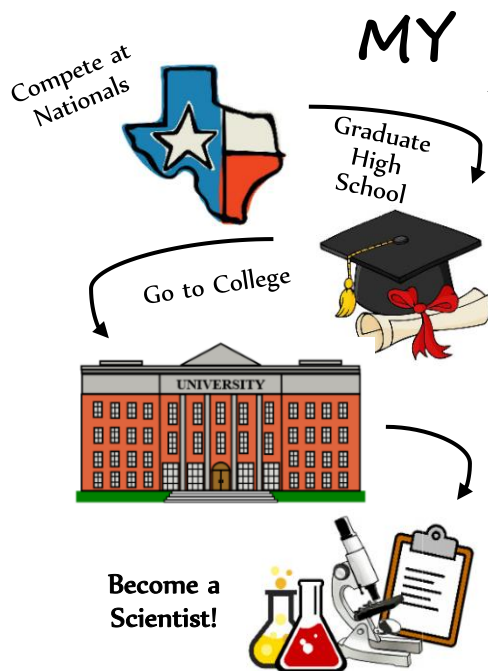 MY
Compete at
Nationals
Graduate
High
School
Go to College
UNIVERSITY
Become a
Scientist!